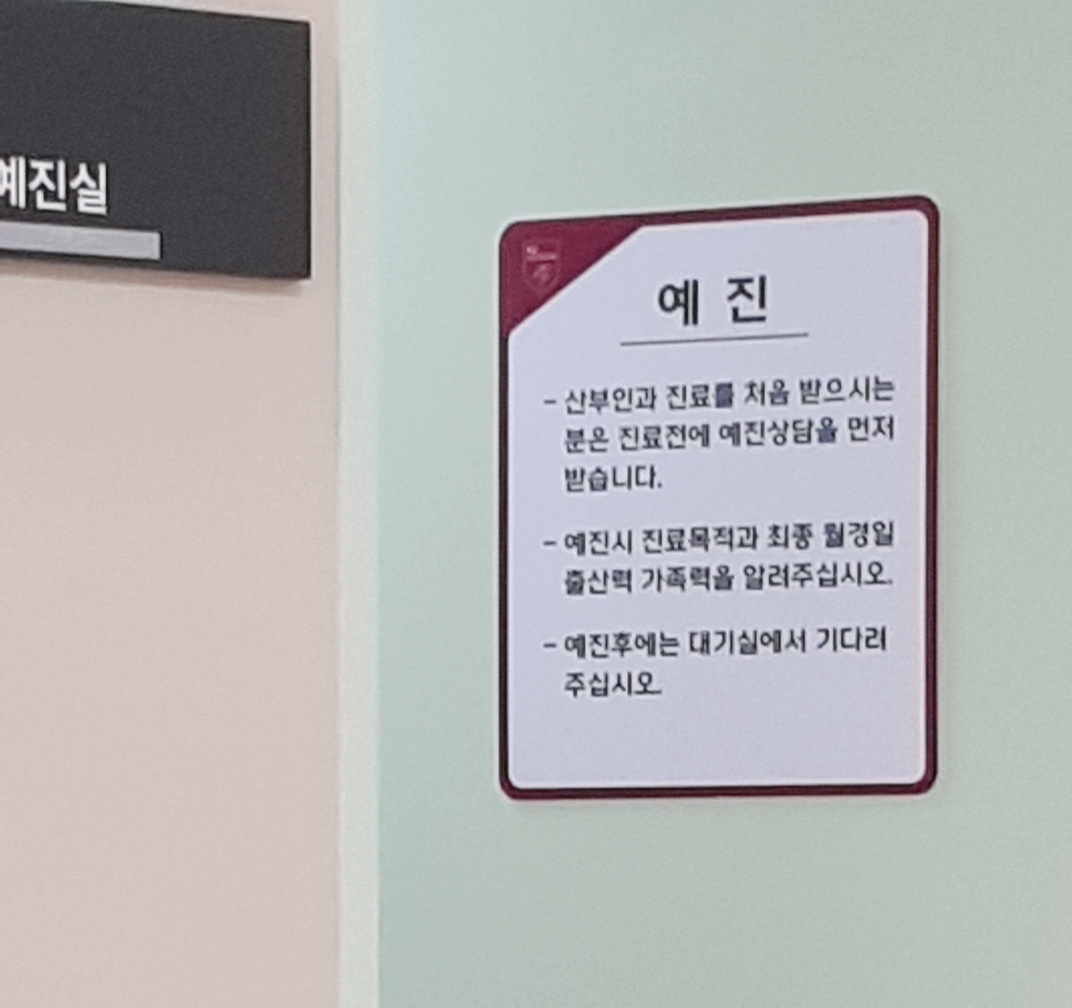 예진실
예 진
- 산부인과 진료를 처음 받으시는
분은 진료전에 예진상담을 먼저
받습니다.
- 예진시 진료목적과 최종 월경일
출산력 가족력을 알려주십시오.
- 예진후에는 대기실에서 기다려
주십시오.